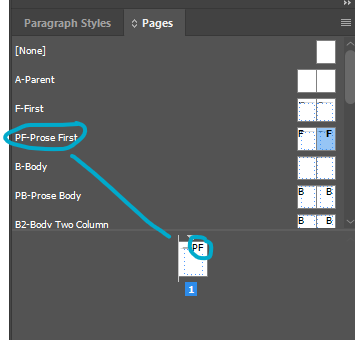 Paragraph Styles Pages
[None]
A-Parent
F-First
PF-Prose First
F F
B-Body
PB-Prose Body
B B
B2-Body Two Column
B B
PF
1